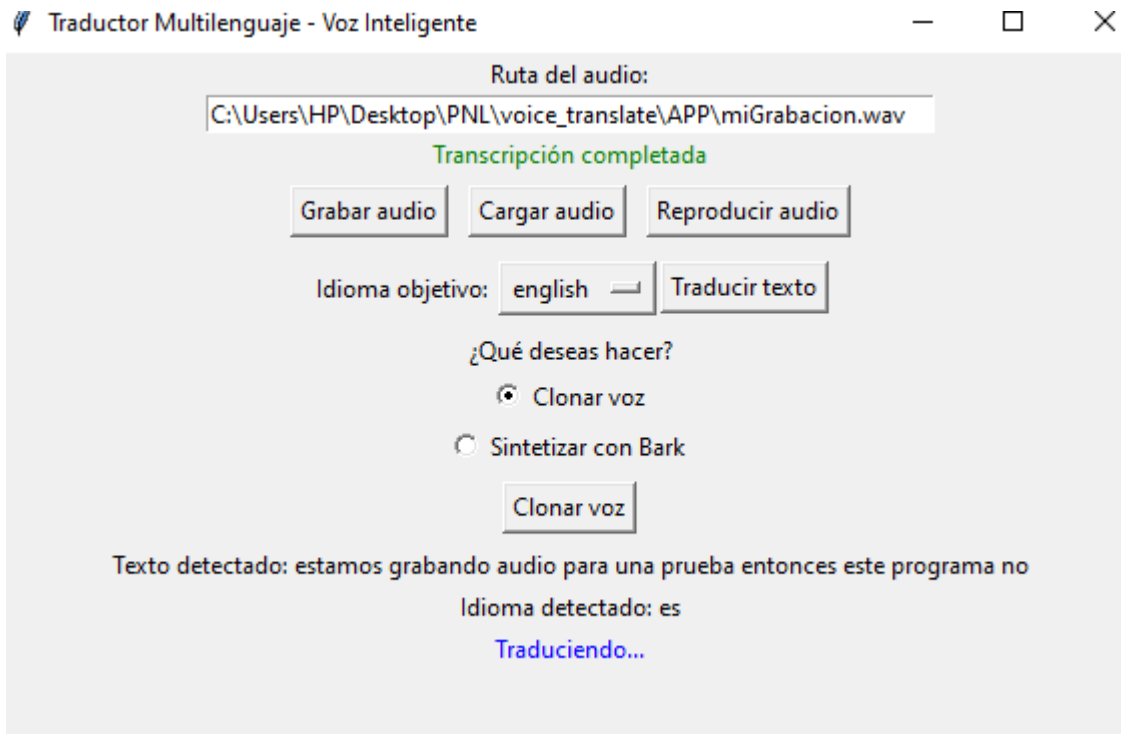 Traductor Multilenguaje - Voz Inteligente
Ruta del audio:
C:\Users\HP\Desktop\PNL\voice_translate\APP\miGrabacion.wav
Transcripción completada
Grabar audio Cargar audio Reproducir audio
Idioma objetivo: english Traducir texto
¿Qué deseas hacer?
Clonar voz
Sintetizar con Bark
Clonar voz
Texto detectado: estamos grabando audio para una prueba entonces este programa no
Idioma detectado: es
Traduciendo...